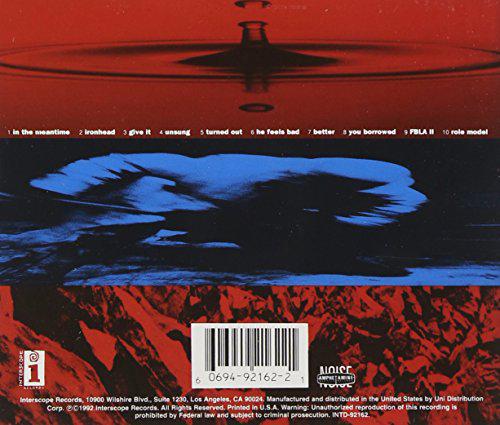 1 in the meantime 2 ironhead 3 give it 4 unsung 5 turned out 6 he feels bad 7 better 8 you borrowed 9 FBLA II 10 role model
i
INTERSCOPE
RECORDS
6 0694-92162-2 1
NOISE
AMPHETAMINE
NOISE
Interscope Records, 10900 Wilshire Blvd., Suite 1230, Los Angeles, CA 90024. Manufactured and distributed in the United States by Uni Distribution
Corp. ℗©1992 Interscope Records. All Rights Reserved. Printed in U.S.A. Warning: Unauthorized reproduction of this recording is
prohibited by Federal law and subject to criminal prosecution. INTD-92162.